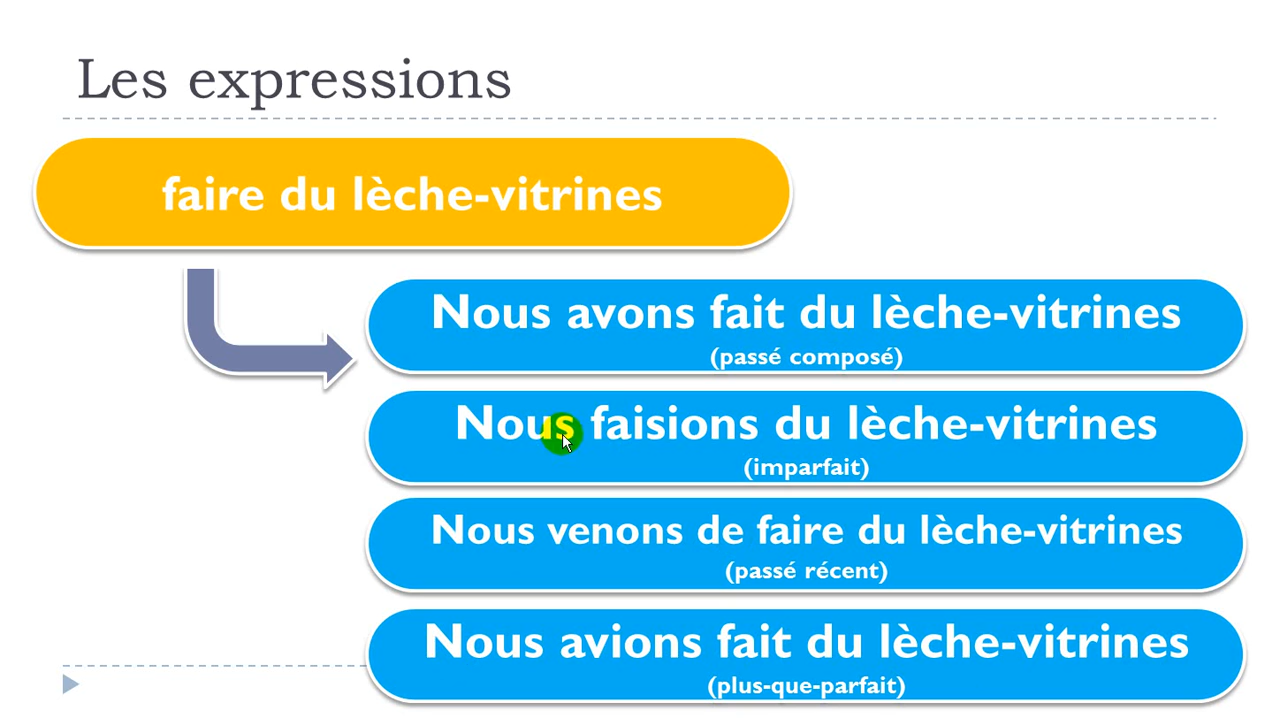 Les expressions
faire du lèche-vitrines
Nous avons fait du lèche-vitrines
(passé composé)
Nous faisions du lèche-vitrines
(imparfait)
Nous venons de faire du lèche-vitrines
(passé récent)
Nous avions fait du lèche-vitrines
(plus-que-parfait)